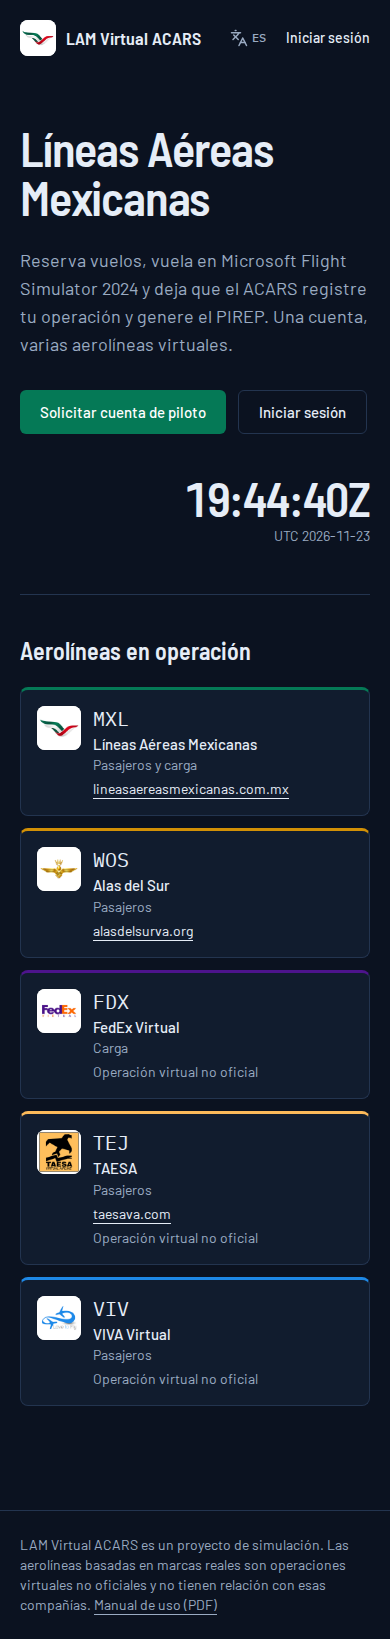 LAM Virtual ACARS
ES
Iniciar sesión
Líneas Aéreas
Mexicanas
Reserva vuelos, vuela en Microsoft Flight
Simulator 2024 y deja que el ACARS registre
tu operación y genere el PIREP. Una cuenta,
varias aerolíneas virtuales.
Solicitar cuenta de piloto
Iniciar sesión
19:44:40Z
UTC 2026-11-23
Aerolíneas en operación
MXL
Líneas Aéreas Mexicanas
Pasajeros y carga
lineasaereasmexicanas.com.mx
WOS
Alas del Sur
Pasajeros
alasdelsurva.org
FedEx
VIRTUAL
FDX
FedEx Virtual
Carga
Operación virtual no oficial
TAESA
TEJ
TAESA
Pasajeros
taesava.com
Operación virtual no oficial
VIV
VIVA Virtual
Pasajeros
Operación virtual no oficial
LAM Virtual ACARS es un proyecto de simulación. Las
aerolíneas basadas en marcas reales son operaciones
virtuales no oficiales y no tienen relación con esas
compañías. Manual de uso (PDF)